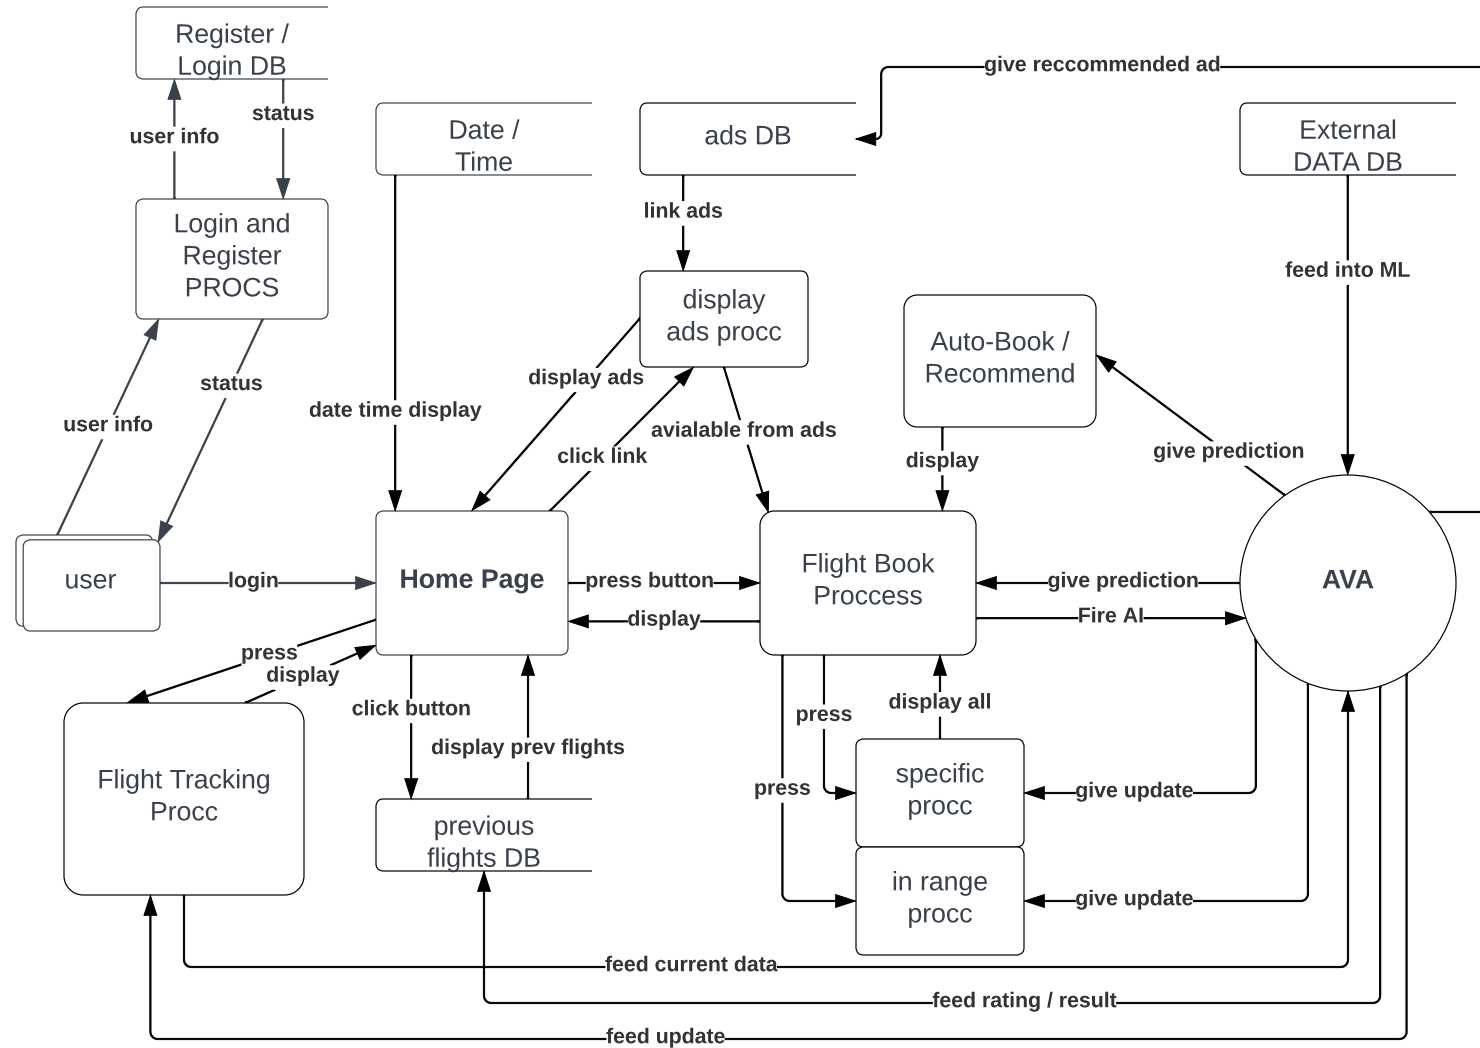 Register /
Login DB
give reccommended ad
status
user info
Date /
Time
ads DB
External
DATA DB
link ads
Login and
Register
PROCS
feed into ML
display
ads procc
Auto-Book /
Recommend
status
display ads
date time display
user info
click link
avialable from ads
display
give prediction
user
login
Home Page
press button
display
Flight Book
Proccess
give prediction
Fire AI
AVA
press
display
click button
display prev flights
press
display all
press
Flight Tracking
Procc
specific
procc
give update
previous
flights DB
in range
procc
give update
feed current data
feed rating / result
feed update